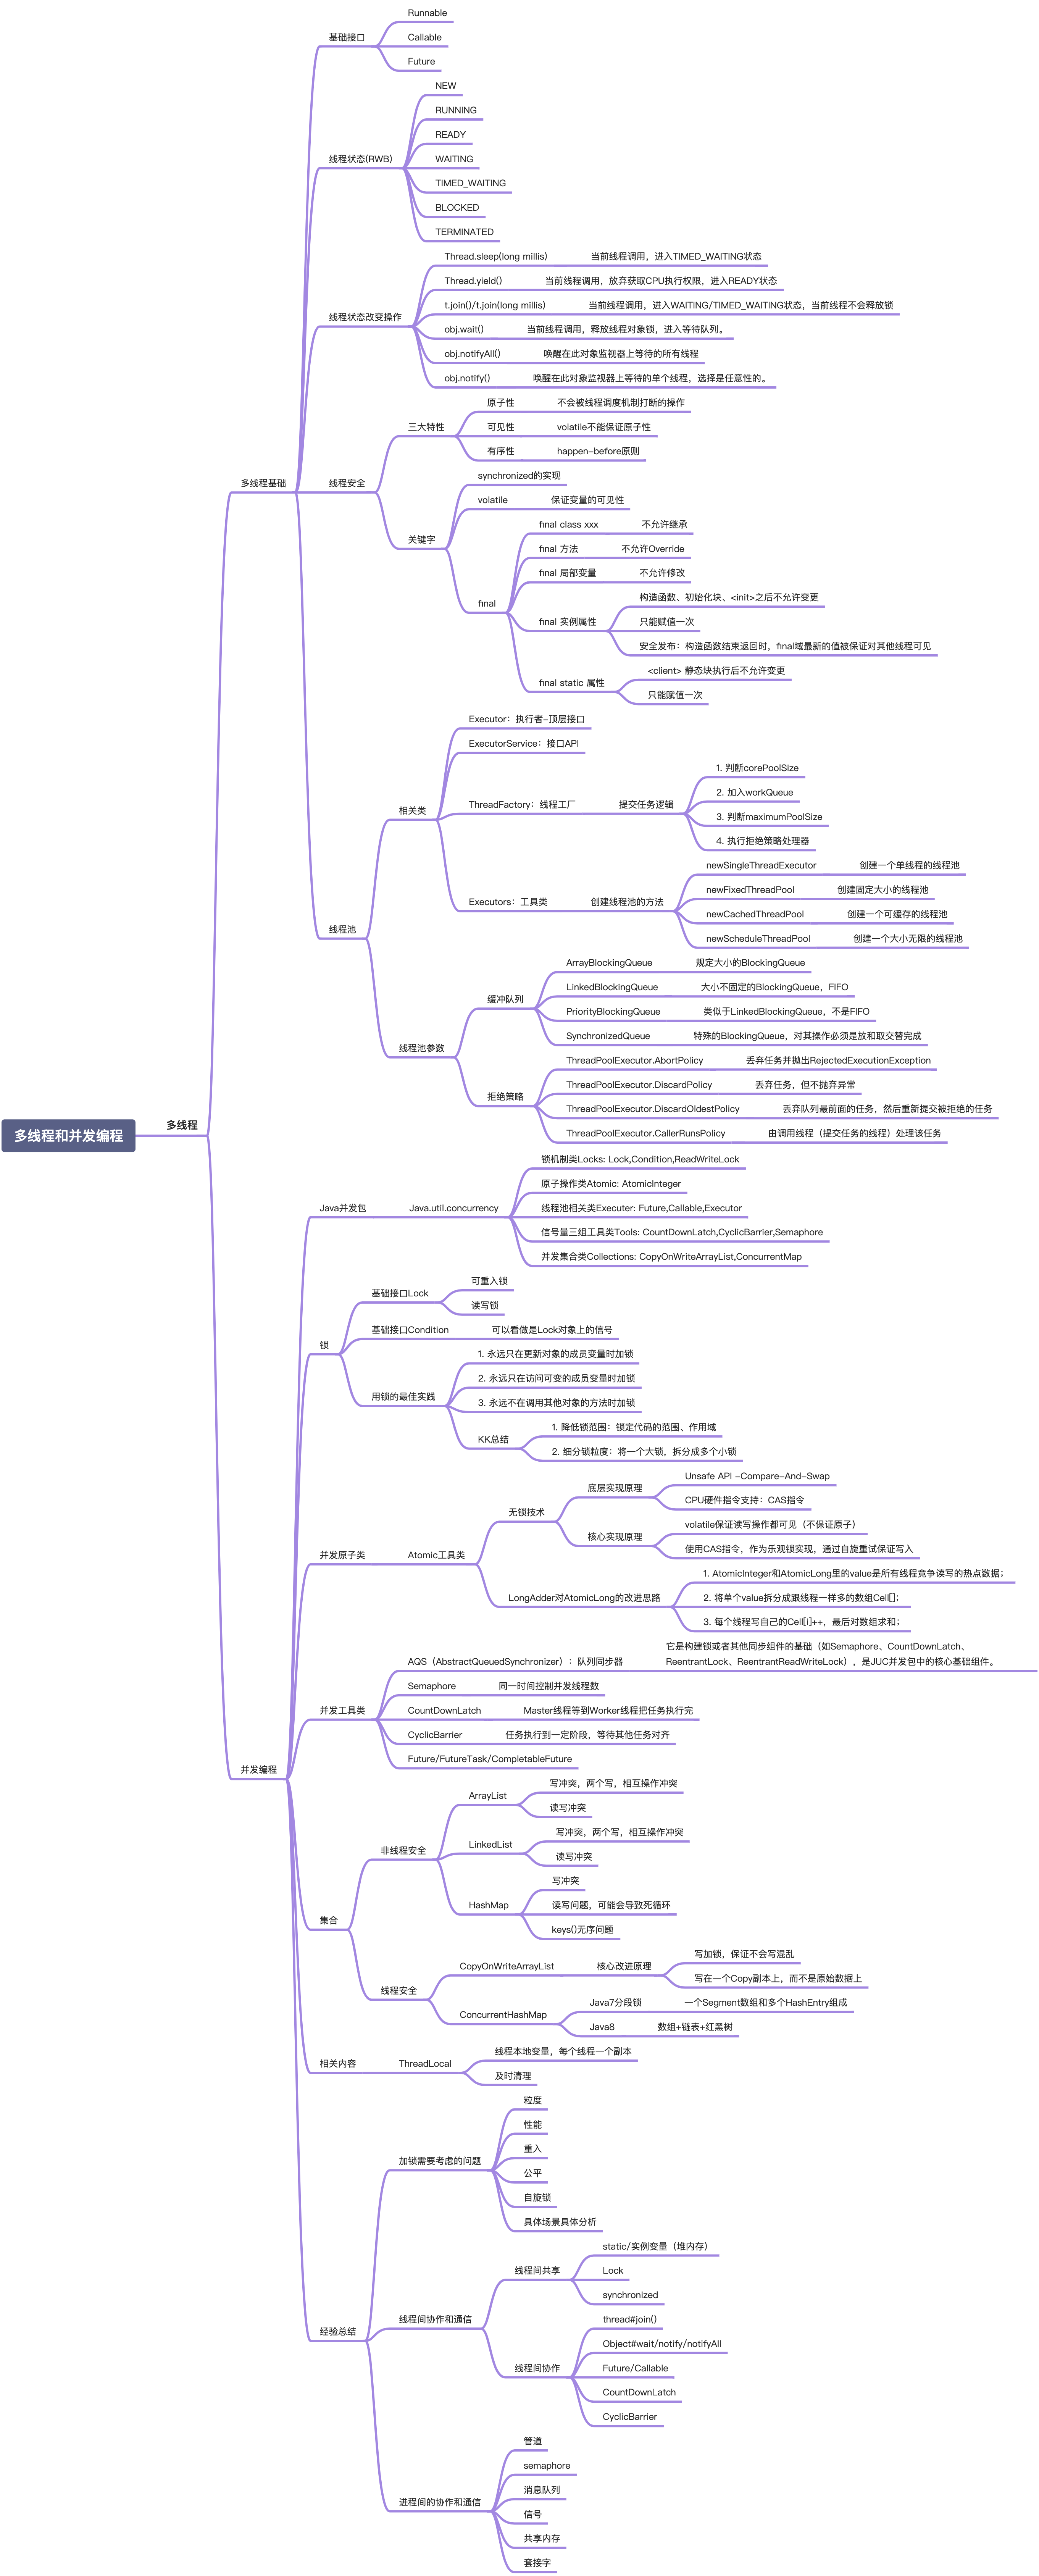 多线程和并发编程
多线程
多线程基础
基础接口
Runnable
Callable
Future
线程状态(RWB)
NEW
RUNNING
READY
WAITING
TIMED_WAITING
BLOCKED
TERMINATED
线程状态改变操作
Thread.sleep(long millis) 当前线程调用，进入TIMED_WAITING状态
Thread.yield() 当前线程调用，放弃获取CPU执行权限，进入READY状态
t.join()/t.join(long millis) 当前线程调用，进入WAITING/TIMED_WAITING状态，当前线程不会释放锁
obj.wait() 当前线程调用，释放线程对象锁，进入等待队列。
obj.notifyAll() 唤醒在此对象监视器上等待的所有线程
obj.notify() 唤醒在此对象监视器上等待的单个线程，选择是任意性的。
线程安全
三大特性
原子性 不会被线程调度机制打断的操作
可见性 volatile不能保证原子性
有序性 happen-before原则
关键字
synchronized的实现
volatile 保证变量的可见性
final
final class xxx 不允许继承
final 方法 不允许Override
final 局部变量 不允许修改
final 实例属性
构造函数、初始化块、<init>之后不允许变更
只能赋值一次
安全发布：构造函数结束返回时，final域最新的值被保证对其他线程可见
final static 属性
<client> 静态块执行后不允许变更
只能赋值一次
线程池
相关类
Executor：执行者-顶层接口
ExecutorService：接口API
ThreadFactory：线程工厂 提交任务逻辑
1. 判断corePoolSize
2. 加入workQueue
3. 判断maximumPoolSize
4. 执行拒绝策略处理器
Executors：工具类 创建线程池的方法
newSingleThreadExecutor 创建一个单线程的线程池
newFixedThreadPool 创建固定大小的线程池
newCachedThreadPool 创建一个可缓存的线程池
newScheduleThreadPool 创建一个大小无限的线程池
线程池参数
缓冲队列
ArrayBlockingQueue 规定大小的BlockingQueue
LinkedBlockingQueue 大小不固定的BlockingQueue，FIFO
PriorityBlockingQueue 类似于LinkedBlockingQueue，不是FIFO
SynchronizedQueue 特殊的BlockingQueue，对其操作必须是放和取交替完成
拒绝策略
ThreadPoolExecutor.AbortPolicy 丢弃任务并抛出RejectedExecutionException
ThreadPoolExecutor.DiscardPolicy 丢弃任务，但不抛弃异常
ThreadPoolExecutor.DiscardOldestPolicy 丢弃队列最前面的任务，然后重新提交被拒绝的任务
ThreadPoolExecutor.CallerRunsPolicy 由调用线程（提交任务的线程）处理该任务
并发编程
Java并发包 Java.util.concurrency
锁机制类Locks: Lock,Condition,ReadWriteLock
原子操作类Atomic: AtomicInteger
线程池相关类Executer: Future,Callable,Executor
信号量三组工具类Tools: CountDownLatch,CyclicBarrier,Semaphore
并发集合类Collections: CopyOnWriteArrayList,ConcurrentMap
锁
基础接口Lock
可重入锁
读写锁
基础接口Condition 可以看做是Lock对象上的信号
用锁的最佳实践
1. 永远只在更新对象的成员变量时加锁
2. 永远只在访问可变的成员变量时加锁
3. 永远不在调用其他对象的方法时加锁
KK总结
1. 降低锁范围：锁定代码的范围、作用域
2. 细分锁粒度：将一个大锁，拆分成多个小锁
并发原子类 Atomic工具类
无锁技术
底层实现原理
Unsafe API -Compare-And-Swap
CPU硬件指令支持：CAS指令
核心实现原理
volatile保证读写操作都可见（不保证原子）
使用CAS指令，作为乐观锁实现，通过自旋重试保证写入
LongAdder对AtomicLong的改进思路
1. AtomicInteger和AtomicLong里的value是所有线程竞争读写的热点数据；
2. 将单个value拆分成跟线程一样多的数组Cell[]；
3. 每个线程写自己的Cell[i]++，最后对数组求和；
并发工具类
AQS（AbstractQueuedSynchronizer）：队列同步器
它是构建锁或者其他同步组件的基础（如Semaphore、CountDownLatch、
ReentrantLock、ReentrantReadWriteLock），是JUC并发包中的核心基础组件。
Semaphore 同一时间控制并发线程数
CountDownLatch Master线程等到Worker线程把任务执行完
CyclicBarrier 任务执行到一定阶段，等待其他任务对齐
Future/FutureTask/CompletableFuture
集合
非线程安全
ArrayList
写冲突，两个写，相互操作冲突
读写冲突
LinkedList
写冲突，两个写，相互操作冲突
读写冲突
HashMap
写冲突
读写问题，可能会导致死循环
keys()无序问题
线程安全
CopyOnWriteArrayList 核心改进原理
写加锁，保证不会写混乱
写在一个Copy副本上，而不是原始数据上
ConcurrentHashMap
Java7分段锁 一个Segment数组和多个HashEntry组成
Java8 数组+链表+红黑树
相关内容 ThreadLocal
线程本地变量，每个线程一个副本
及时清理
经验总结
加锁需要考虑的问题
粒度
性能
重入
公平
自旋锁
具体场景具体分析
线程间协作和通信
线程间共享
static/实例变量（堆内存）
Lock
synchronized
线程间协作
thread#join()
Object#wait/notify/notifyAll
Future/Callable
CountDownLatch
CyclicBarrier
进程间的协作和通信
管道
semaphore
消息队列
信号
共享内存
套接字